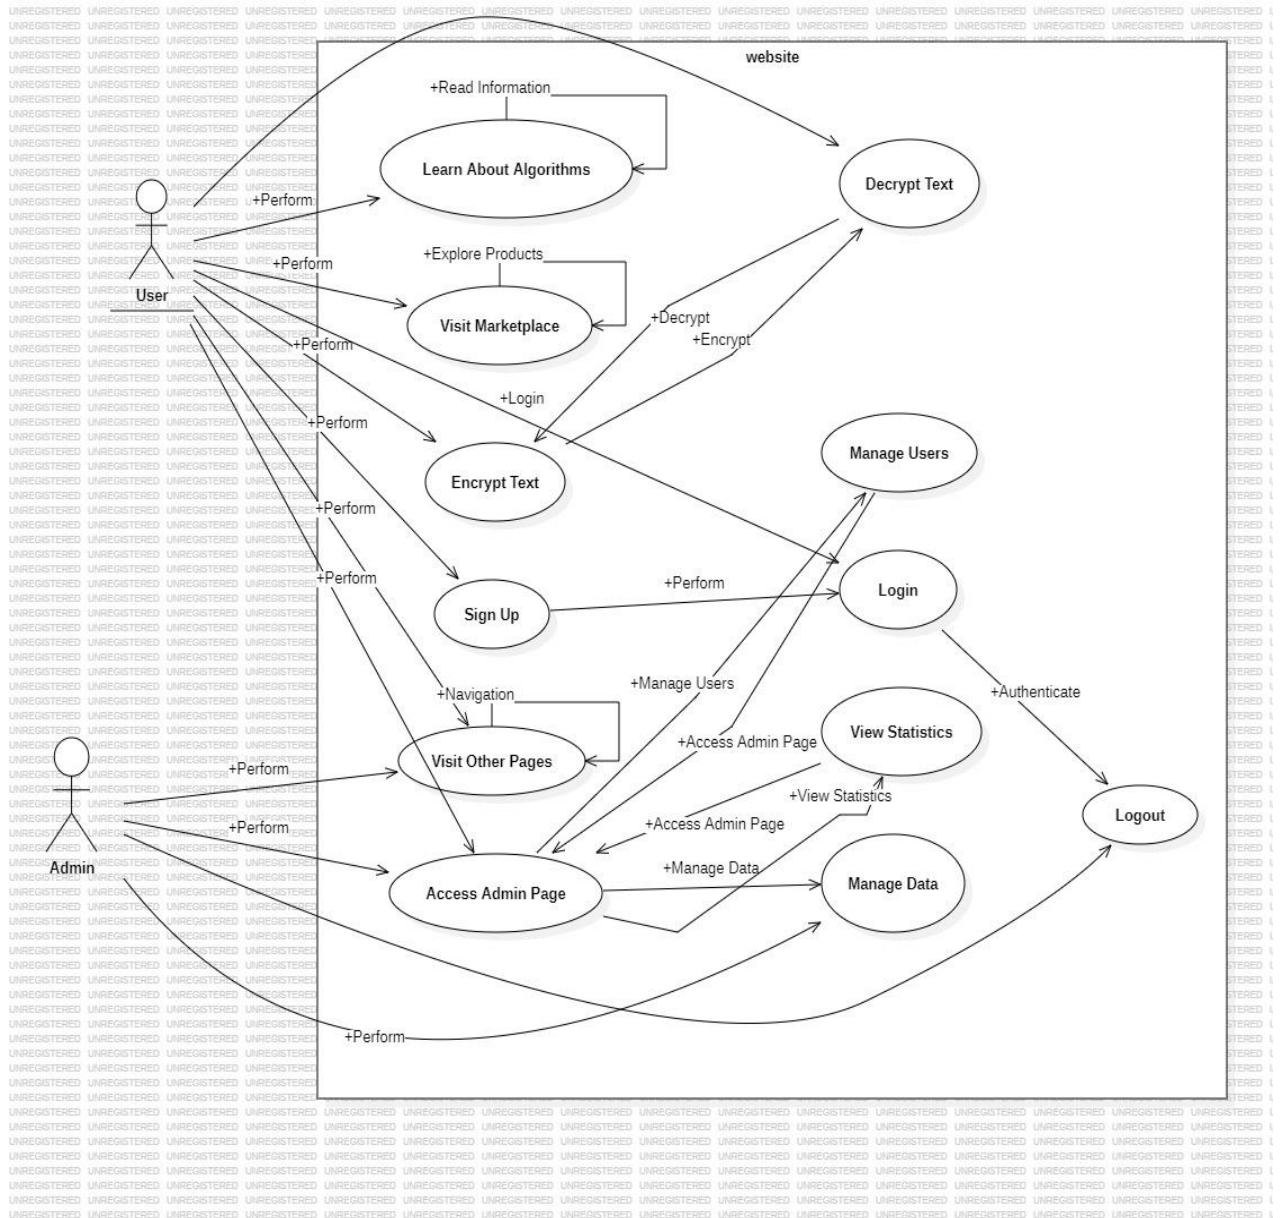 website
+Read Information
Learn About Algorithms
Decrypt Text
+Perform
+Explore Products
+Perform
User
Visit Marketplace
+Decrypt
+Encrypt
+Perform
+Login
+Perform
Manage Users
Encrypt Text
+Perform
+Perform
+Perform
Login
Sign Up
+Manage Users
+Navigation
+Authenticate
View Statistics
+Access Admin Page
Visit Other Pages
+Perform
+View Statistics
Logout
+Access Admin Page
+Perform
Admin
+Manage Data
Manage Data
Access Admin Page
+Perform
UNREGISTERED